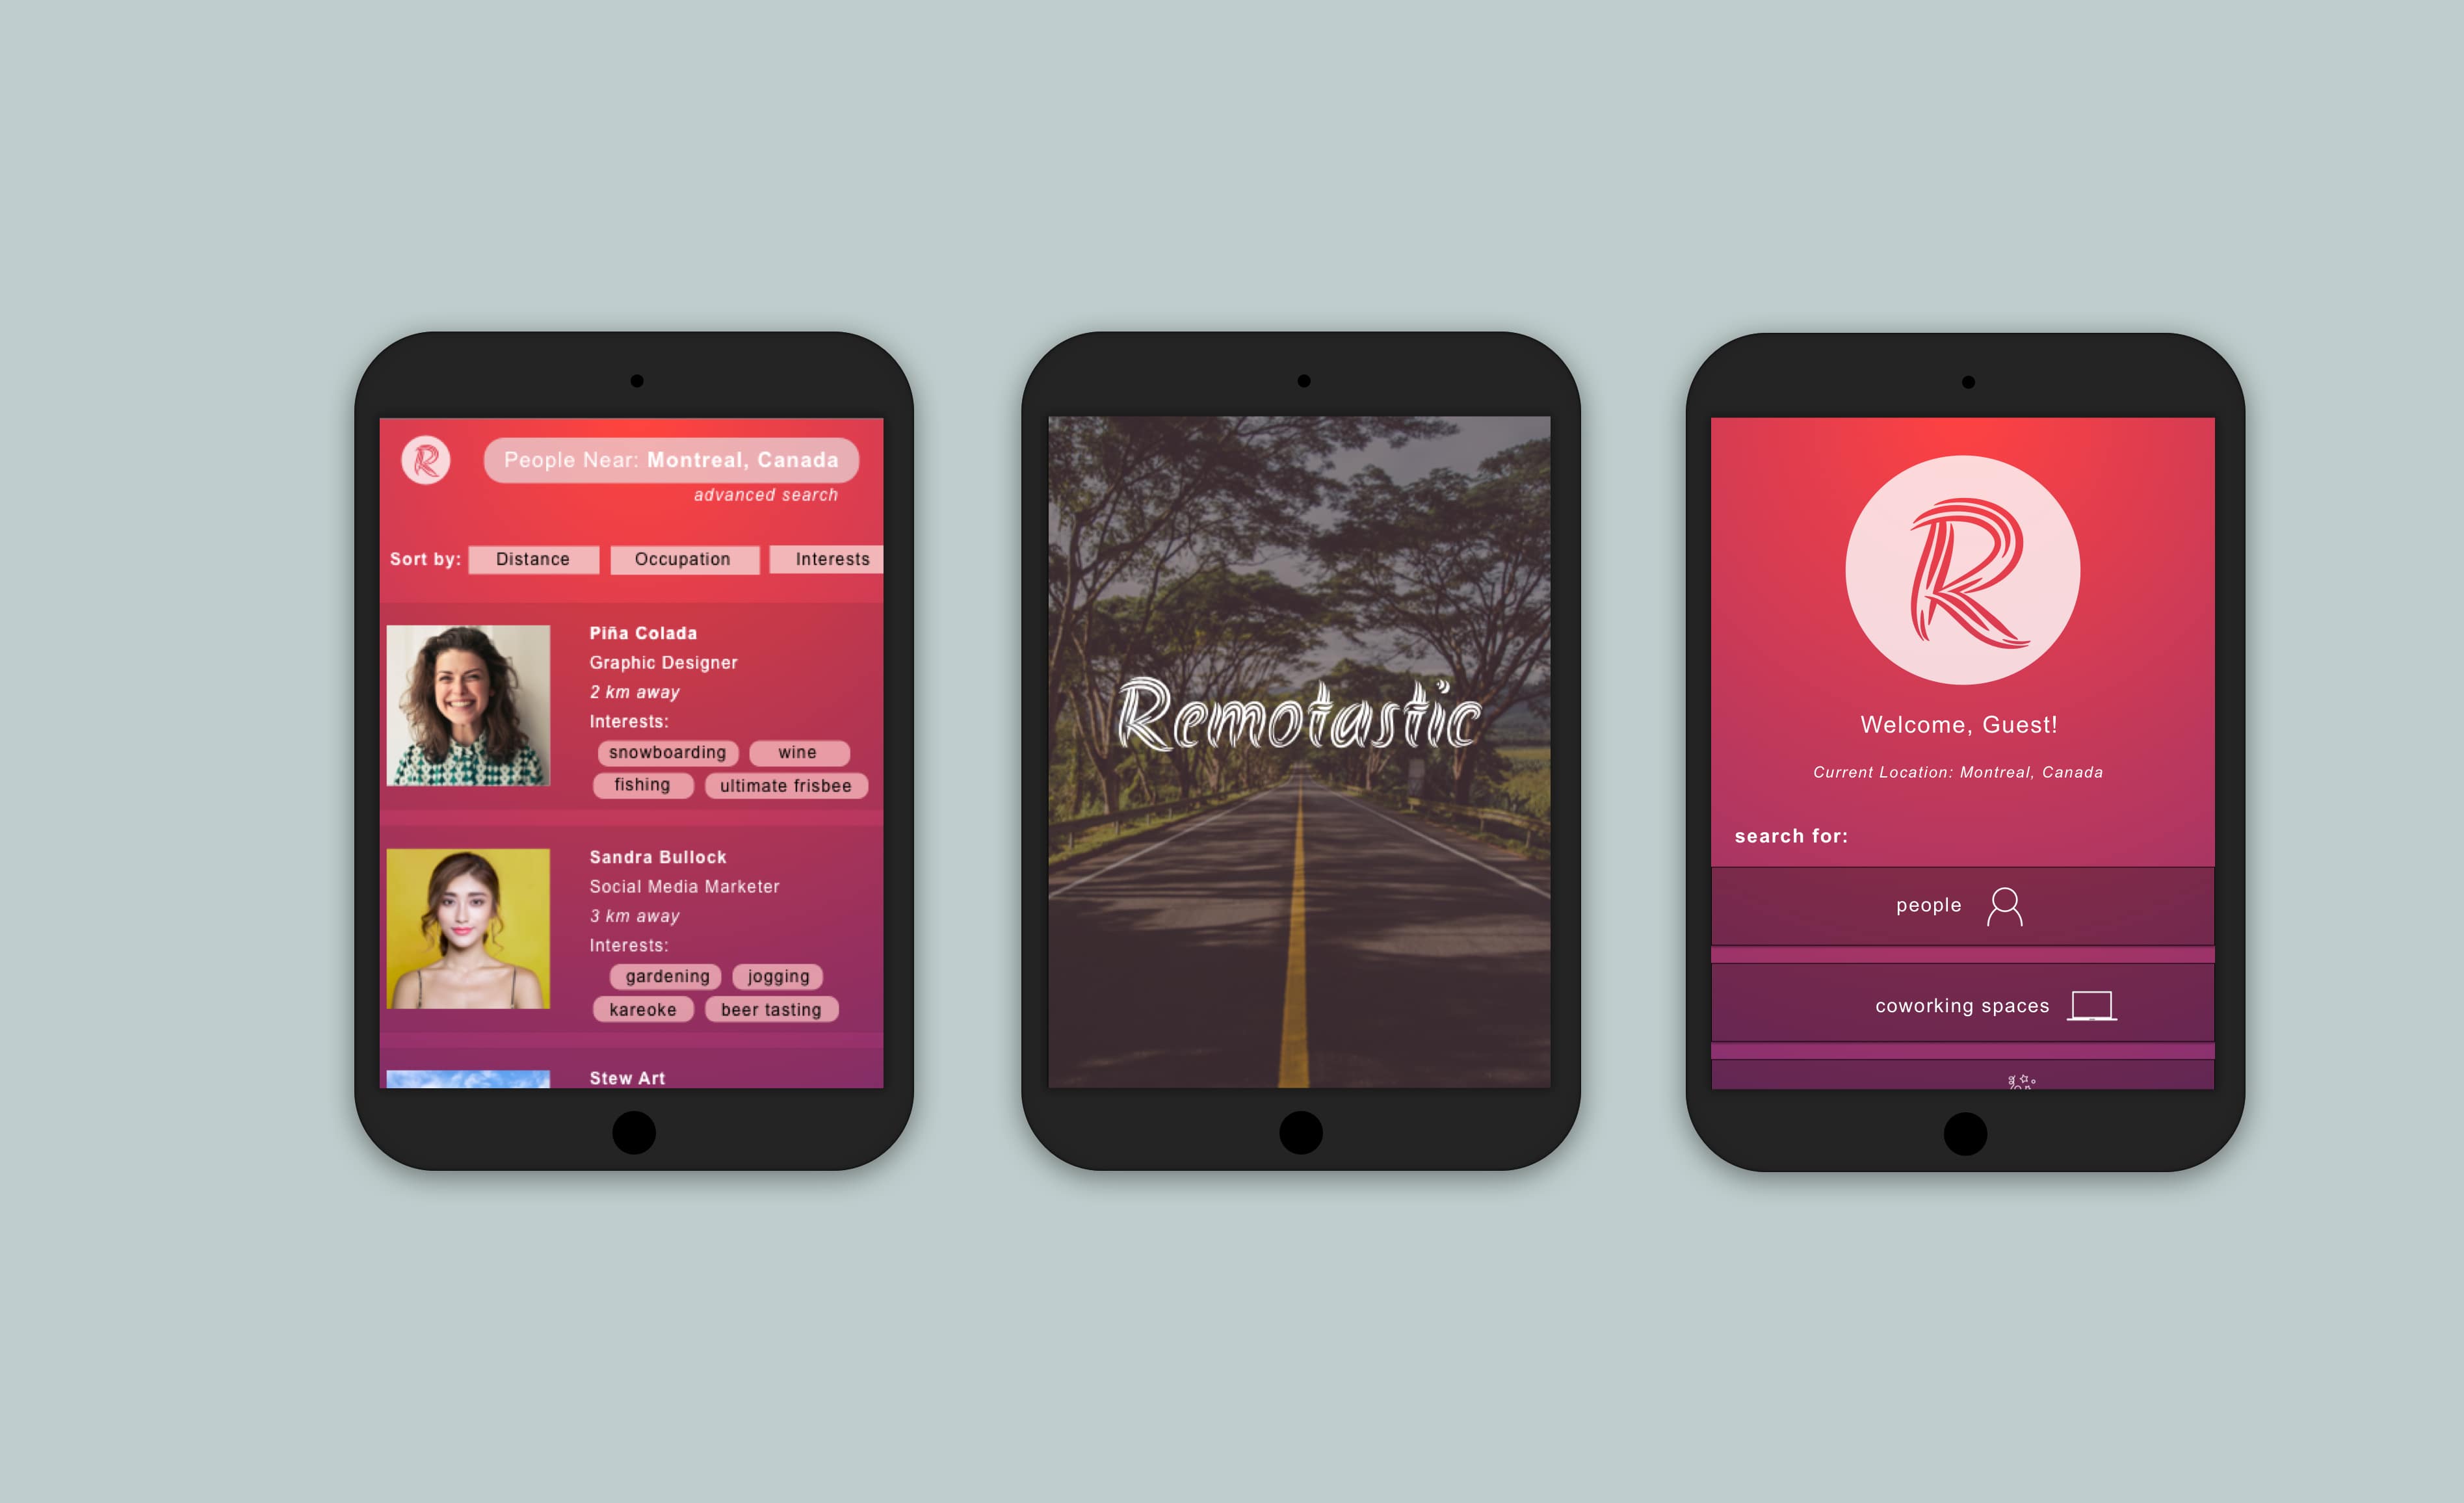 R
People Near: Montreal, Canada
advanced search
Sort by: Distance Occupation Interests
Piña Colada
Graphic Designer
2 km away
Interests:
snowboarding wine
fishing ultimate frisbee
Sandra Bullock
Social Media Marketer
3 km away
Interests:
gardening jogging
kareoke beer tasting
Stew Art
Remotastic
R
Welcome, Guest!
Current Location: Montreal, Canada
search for:
people
coworking spaces